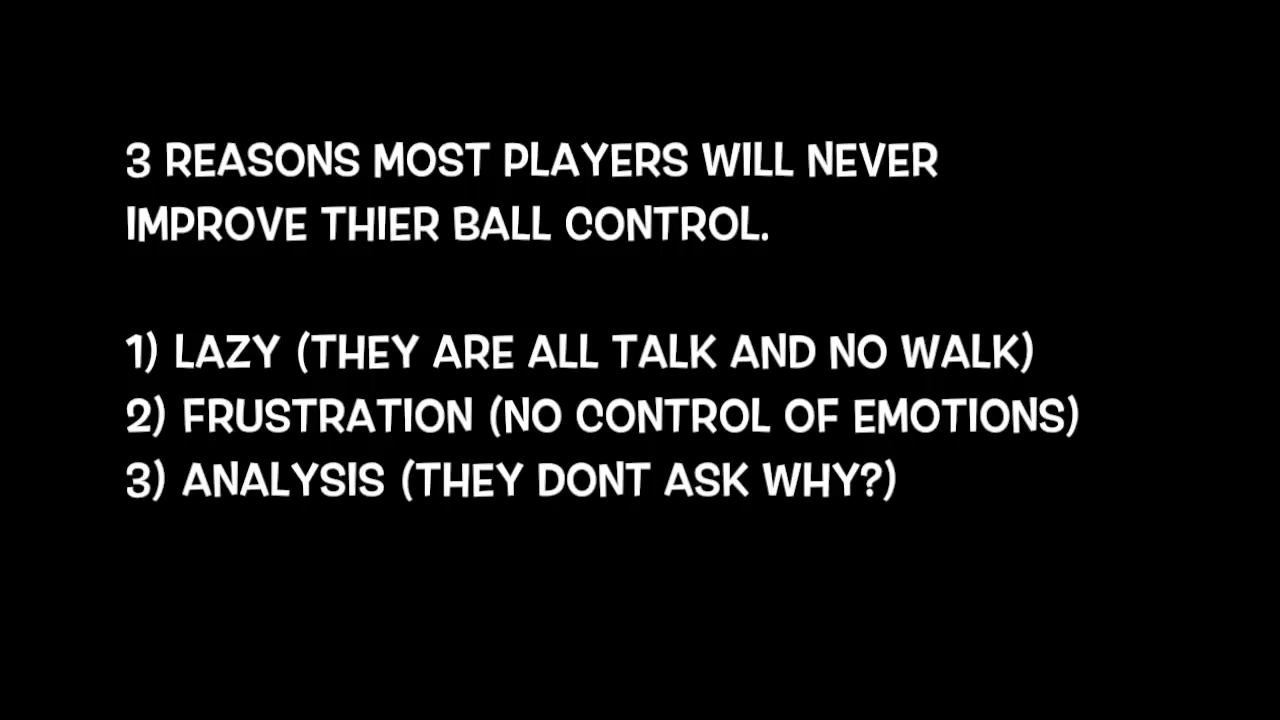 3 REASONS MOST PLAYERS WILL NEVER
IMPROVE THIER BALL CONTROL.
1) LAZY (THEY ARE ALL TALK AND NO WALK)
2) FRUSTRATION (NO CONTROL OF EMOTIONS)
3) ANALYSIS (THEY DONT ASK WHY?)